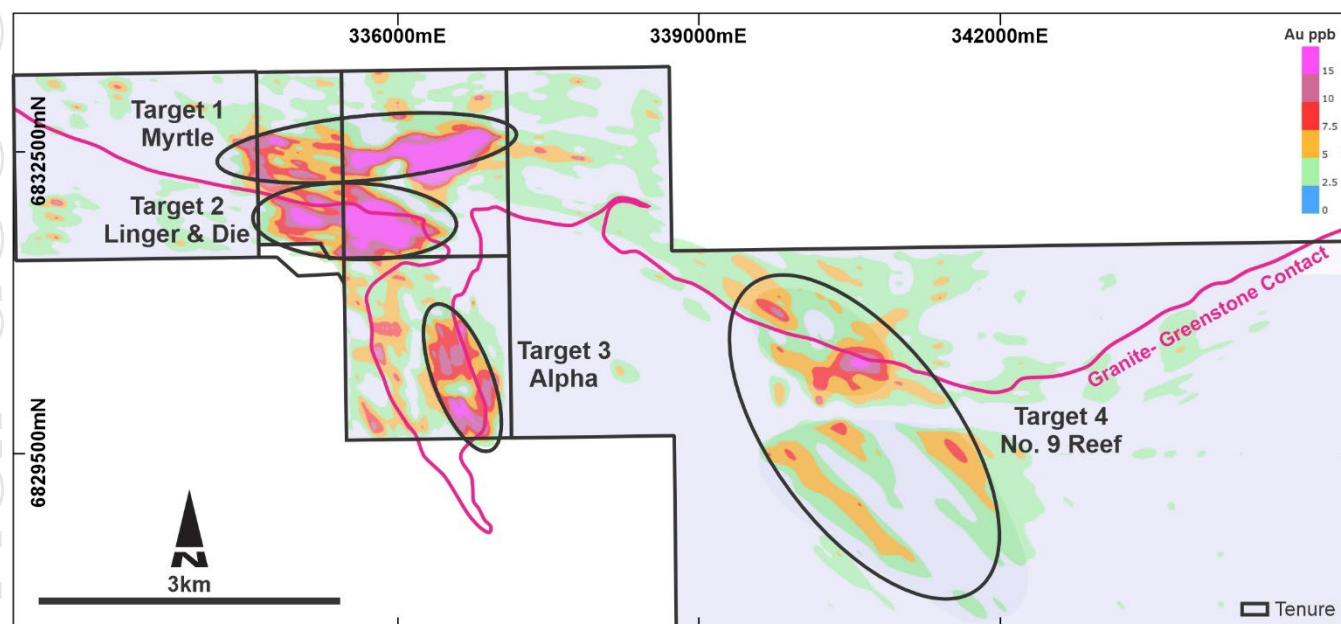 336000mE
339000mE
342000mE
Au ppb
15
10
7.5
5
2.5
0
6832500mN
6829500mN
Target 1
Myrtle
Target 2
Linger & Die
Target 3
Alpha
Target 4
No. 9 Reef
Granite- Greenstone Contact
N
3km
Tenure